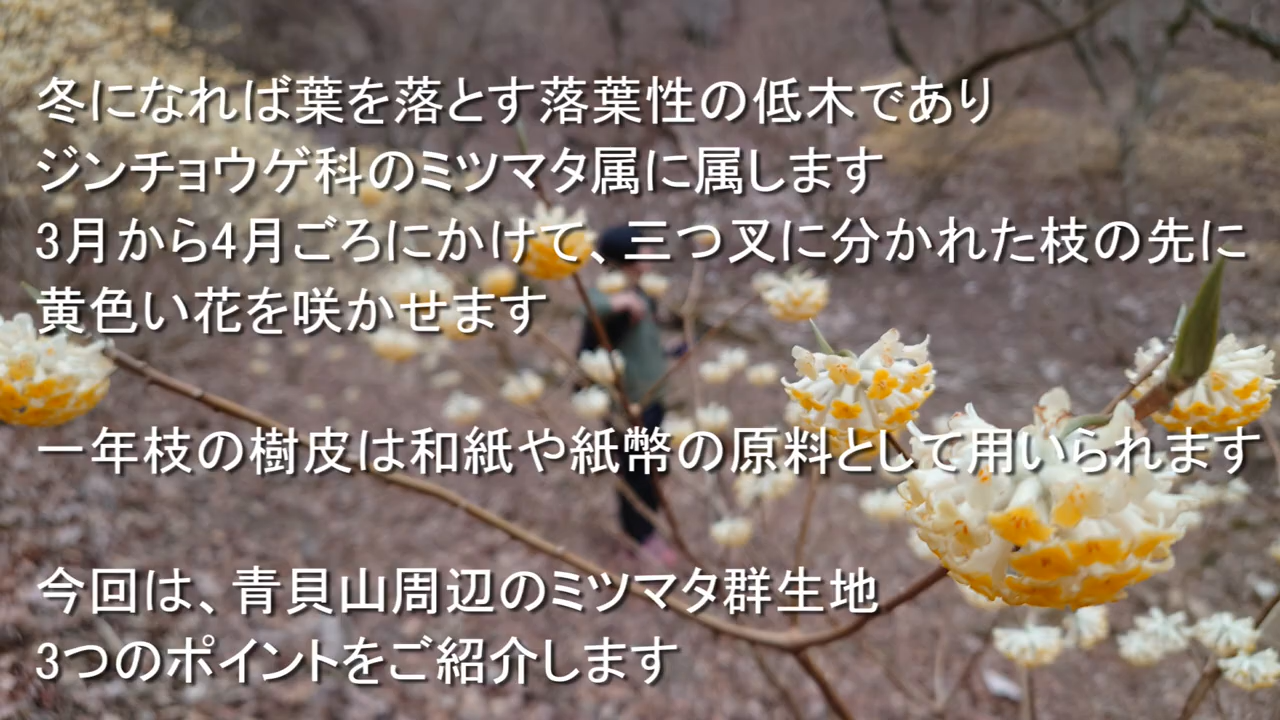 冬になれば葉を落とす落葉性の低木であり
ジンチョウゲ科のミツマタ属に属します
3月から4月ごろにかけて、三つ叉に分かれた枝の先に
黄色い花を咲かせます
一年枝の樹皮は和紙や紙幣の原料として用いられます
今回は、青貝山周辺のミツマタ群生地
3つのポイントをご紹介します